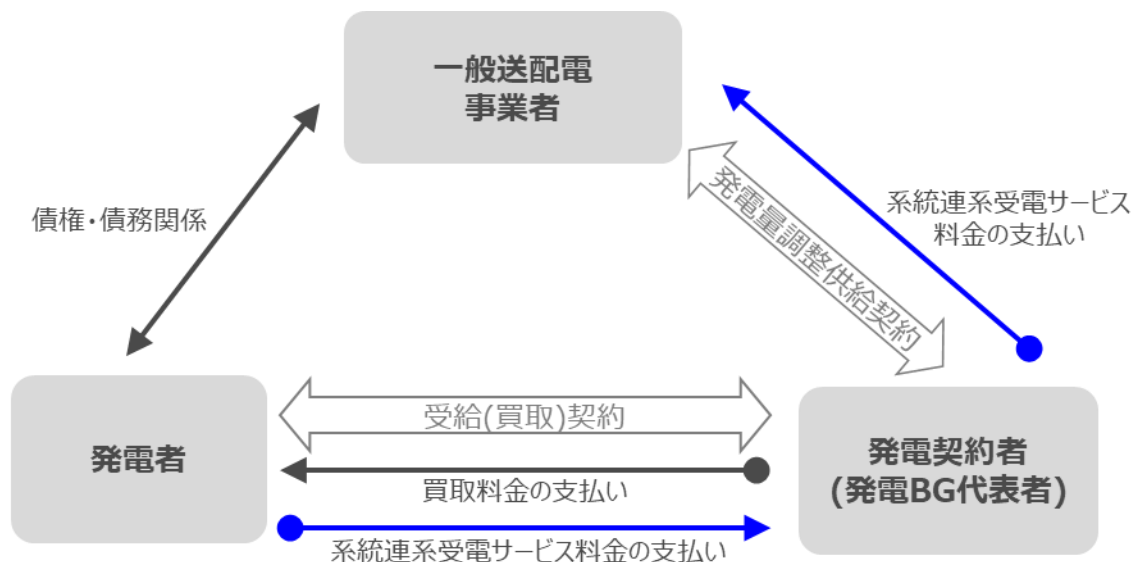 一般送配電
事業者
債権・債務関係
発電量調整供給契約
系統連系受電サービス
料金の支払い
発電者
受給(買取)契約
買取料金の支払い
系統連系受電サービス料金の支払い
発電契約者
(発電BG代表者)